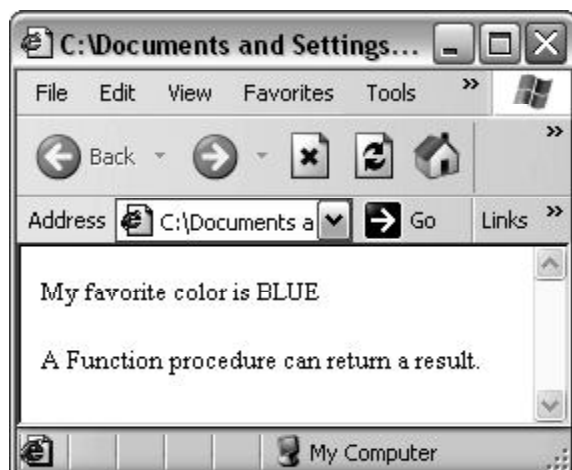 C:\Documents and Settings...
File Edit View Favorites Tools »
Back »
Address C:\Documents a Go Links »
My favorite color is BLUE
A Function procedure can return a result.
My Computer